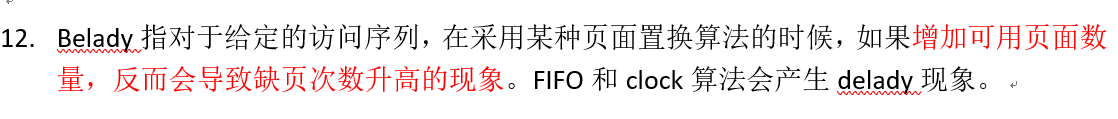 12. Belady 指对于给定的访问序列，在采用某种页面置换算法的时候，如果增加可用页面数
量，反而会导致缺页次数升高的现象。FIFO 和 clock 算法会产生 delady 现象。